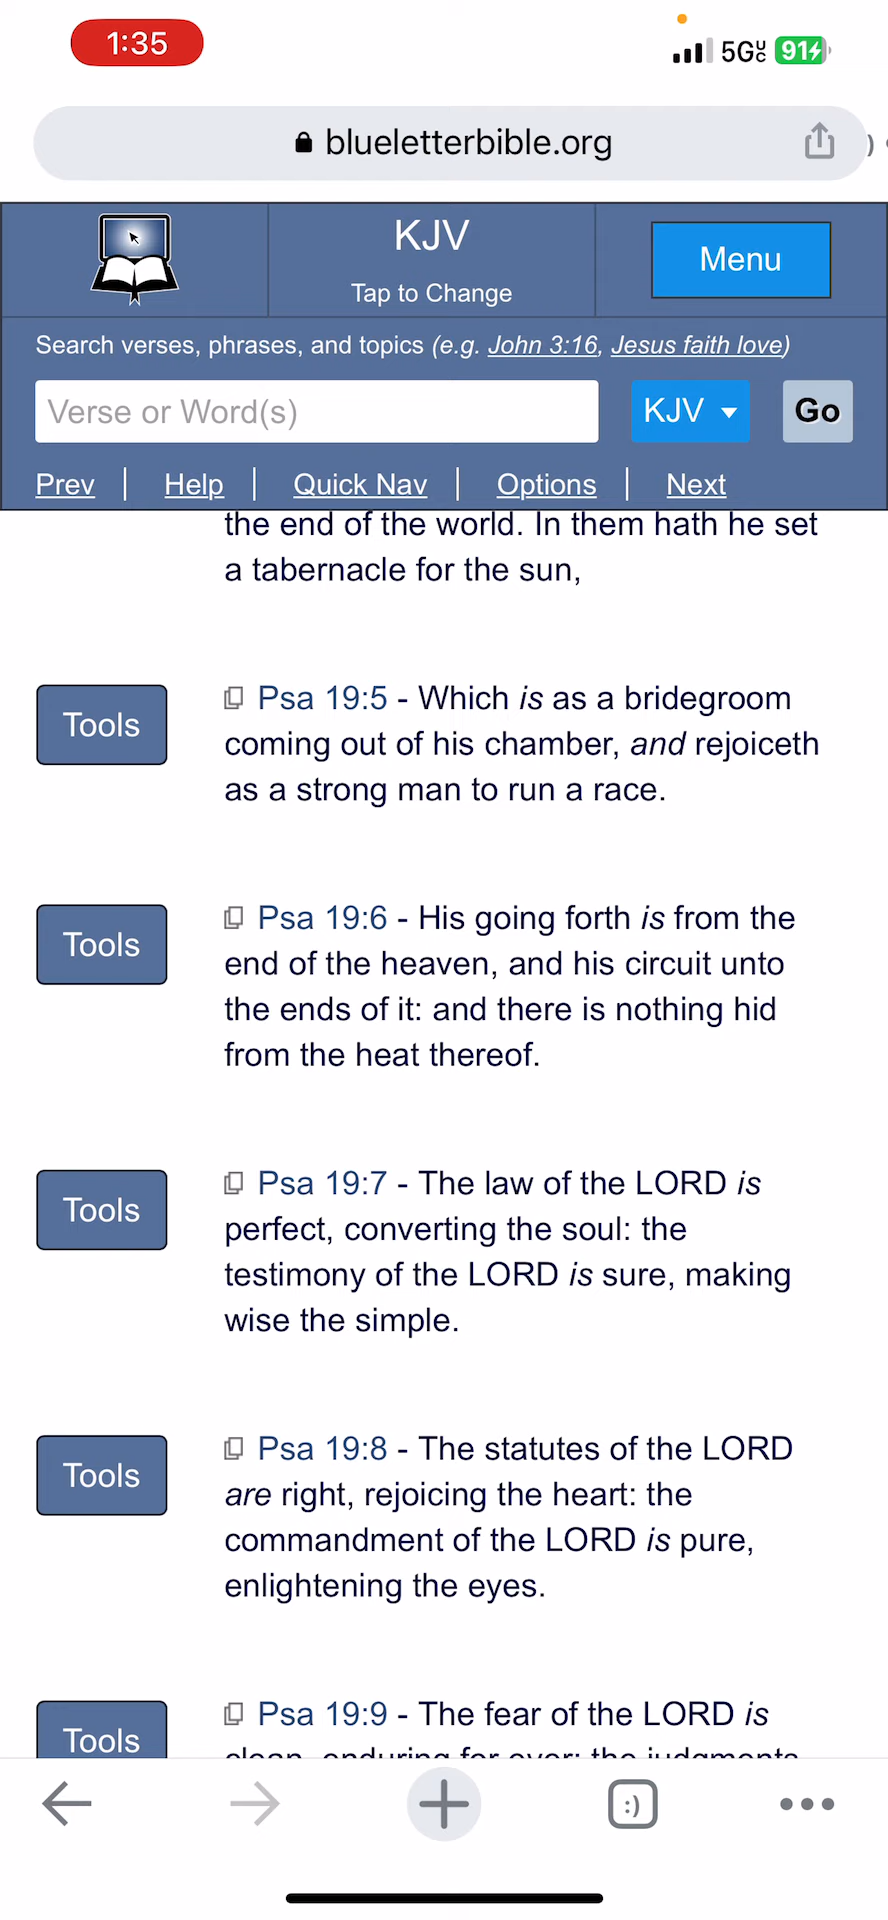 1:35
5G 91
blueletterbible.org
KJV
Tap to Change
Menu
Search verses, phrases, and topics (e.g. John 3:16, Jesus faith love)
Verse or Word(s)
KJV
Go
Prev | Help | Quick Nav | Options | Next
the end of the world. In them hath he set
a tabernacle for the sun,
Tools
Psa 19:5 - Which is as a bridegroom
coming out of his chamber, and rejoiceth
as a strong man to run a race.
Tools
Psa 19:6 - His going forth is from the
end of the heaven, and his circuit unto
the ends of it: and there is nothing hid
from the heat thereof.
Tools
Psa 19:7 - The law of the LORD is
perfect, converting the soul: the
testimony of the LORD is sure, making
wise the simple.
Tools
Psa 19:8 - The statutes of the LORD
are right, rejoicing the heart: the
commandment of the LORD is pure,
enlightening the eyes.
Tools
Psa 19:9 - The fear of the LORD is
clean, enduring for ever: the judgments
:)